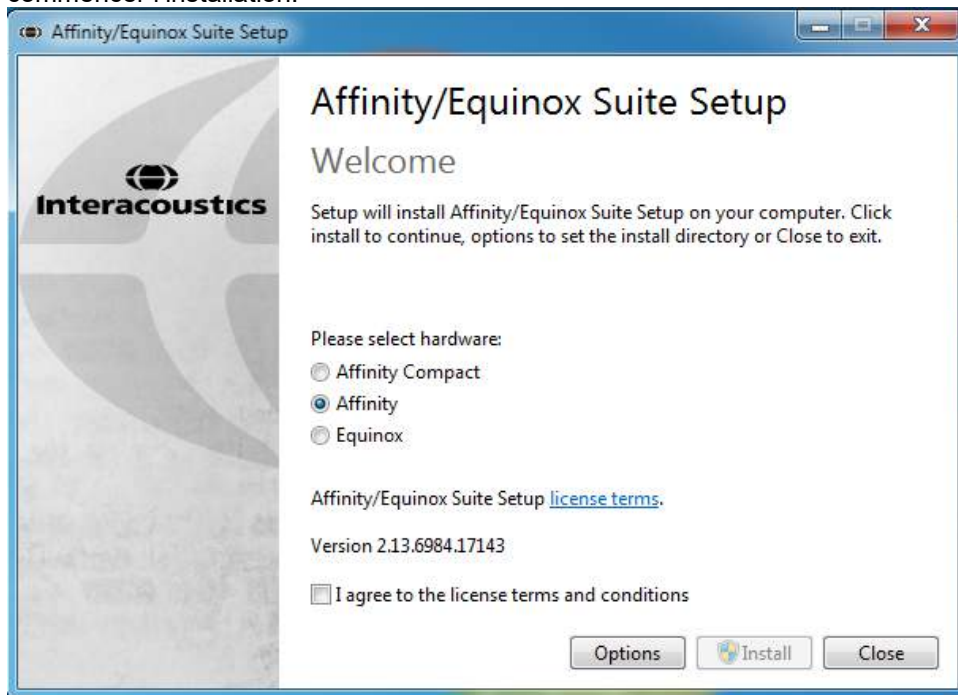 commencer l'installation.
Affinity/Equinox Suite Setup
Affinity/Equinox Suite Setup
Welcome
Interacoustics
Setup will install Affinity/Equinox Suite Setup on your computer. Click
install to continue, options to set the install directory or Close to exit.
Please select hardware:
Affinity Compact
Affinity
Equinox
Affinity/Equinox Suite Setup license terms.
Version 2.13.6984.17143
I agree to the license terms and conditions
Options
Install
Close